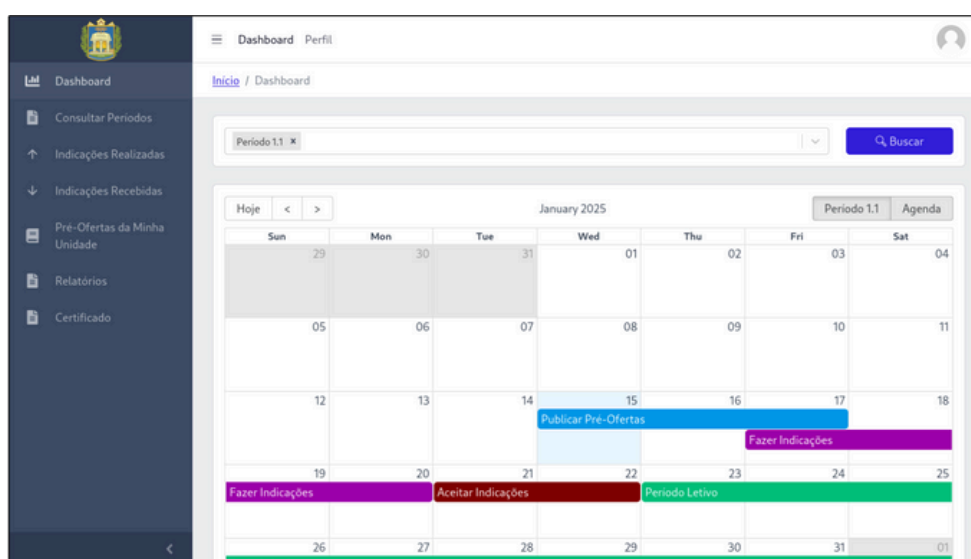 Dashboard Perfil
Dashboard
Início / Dashboard
Consultar Períodos
Indicações Realizadas
Indicações Recebidas
Pré-Ofertas da Minha
Unidade
Relatórios
Certificado
Período 1.1 ×
Buscar
Hoje < >
January 2025
Período 1.1 Agenda
Sun Mon Tue Wed Thu Fri Sat
29 30 31 01 02 03 04
05 06 07 08 09 10 11
12 13 14 15 16 17 18
Publicar Pré-Ofertas
Fazer Indicações
19 20 21 22 23 24 25
Fazer Indicações Aceitar Indicações Período Letivo
26 27 28 29 30 31 01